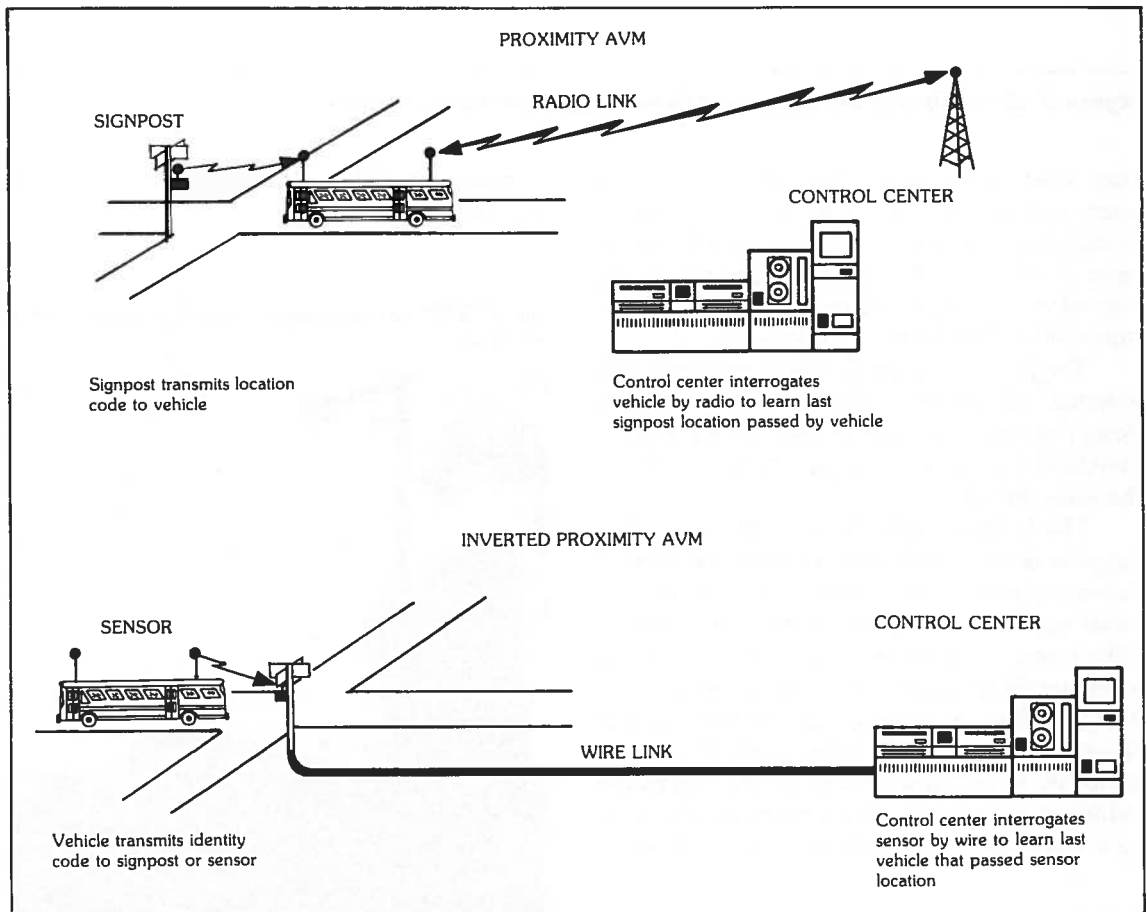 PROXIMITY AVM
RADIO LINK
SIGNPOST
CONTROL CENTER
Signpost transmits location
code to vehicle
Control center interrogates
vehicle by radio to learn last
signpost location passed by vehicle
INVERTED PROXIMITY AVM
SENSOR
CONTROL CENTER
WIRE LINK
Vehicle transmits identity
code to signpost or sensor
Control center interrogates
sensor by wire to learn last
vehicle that passed sensor
location